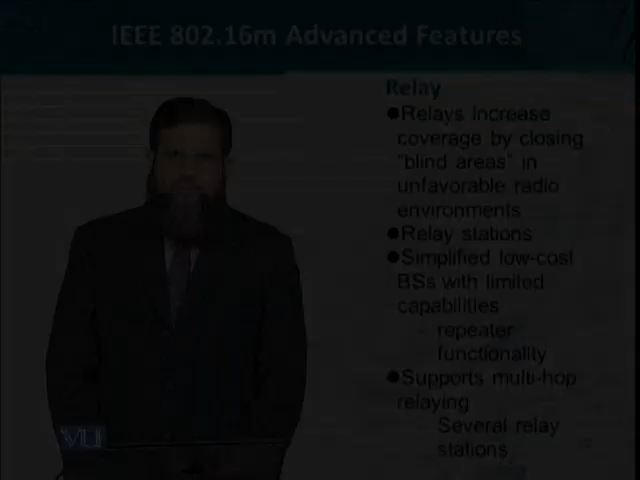 IEEE 802.16m Advanced Features
Relay
●Relays increase
coverage by closing
"blind areas" in
unfavorable radio
environments
●Relay stations
●Simplified low-cost
BSs with limited
capabilities
- repeater
functionality
●Supports multi-hop
relaying
- Several relay
stations
VU